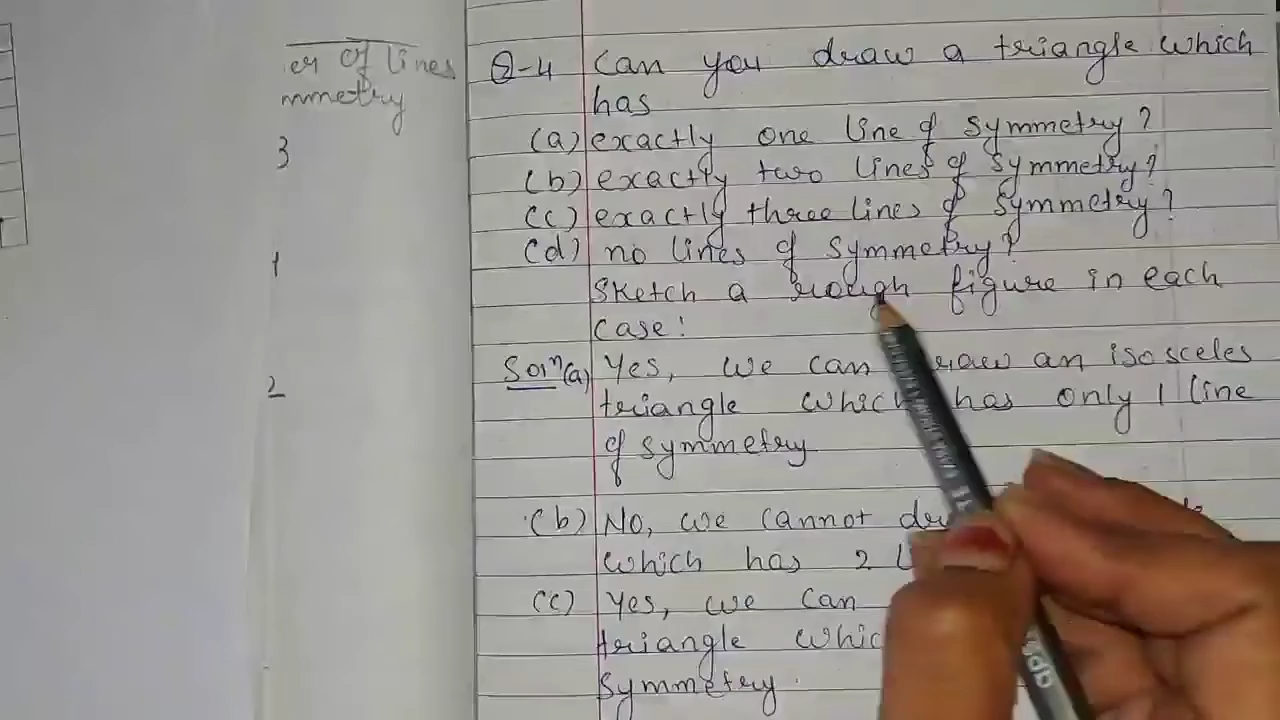 er of lines
mmetry
3
1
2
Q-4 Can you draw a triangle which
has
(a) exactly one line of symmetry?
(b) exactly two lines of symmetry?
(c) exactly three lines of symmetry?
(d) no lines of symmetry?
Sketch a rough figure in each
case!
Soln (a) Yes, we can draw an isosceles
triangle which has only 1 line
of symmetry
(b) No, we cannot
which has 2
(c) Yes, we can
triangle
symmetry.